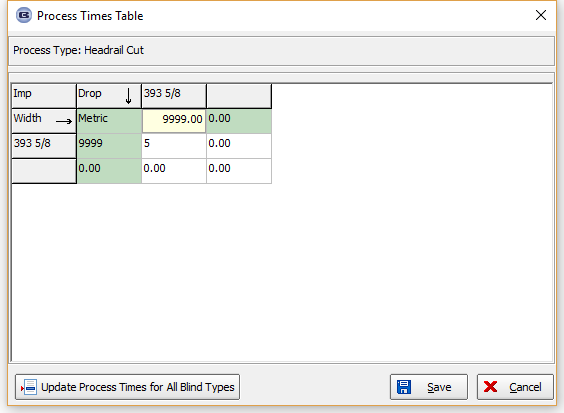 Process Times Table
Process Type: Headrail Cut
Imp Drop ↓ 393 5/8
Width → Metric 9999.00 0.00
393 5/8 9999 5 0.00
0.00 0.00 0.00
Update Process Times for All Blind Types Save Cancel